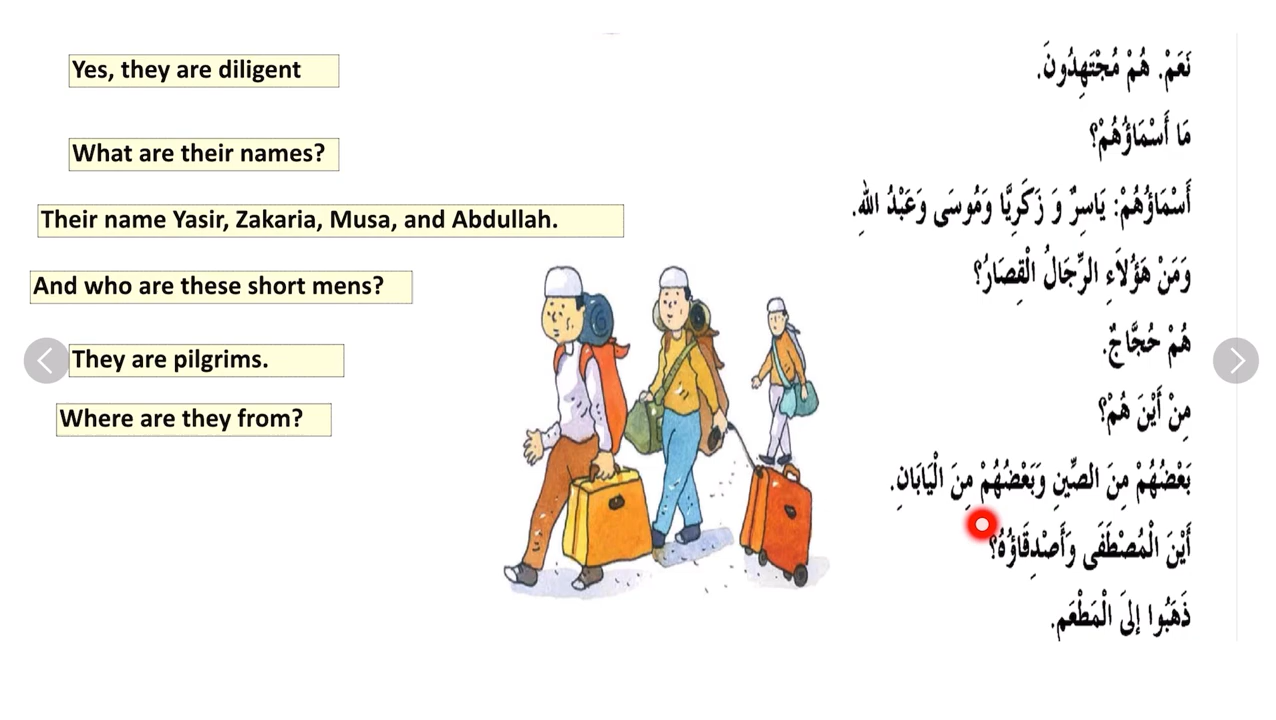 Yes, they are diligent
نَعَمْ. هُمْ مُجْتَهِدُونَ.
What are their names?
مَا أَسْمَاؤُهُمْ؟
Their name Yasir, Zakaria, Musa, and Abdullah.
أَسْمَاؤُهُمْ: يَاسِرٌ وَ زَكَرِيَّا وَمُوسَى وَعَبْدُ اللهِ.
And who are these short mens?
وَمَنْ هَؤُلاَءِ الرِّجَالُ الْقِصَارُ؟
They are pilgrims.
هُمْ حُجَّاجٌ.
Where are they from?
مِنْ أَيْنَ هُمْ؟
بَعْضُهُمْ مِنَ الصِّينِ وَبَعْضُهُمْ مِنَ الْيَابَانِ.
أَيْنَ الْمُصْطَفَى وَأَصْدِقَاؤُهُ؟
ذَهَبُوا إِلىَ الْمَطْعَمِ.